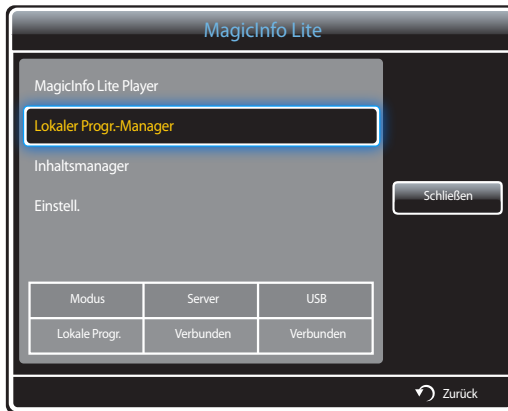 MagicInfo Lite
MagicInfo Lite Player
Lokaler Progr.-Manager
Inhaltsmanager
Einstell.
Schließen
Modus Server USB
Lokale Progr. Verbunden Verbunden
Zurück